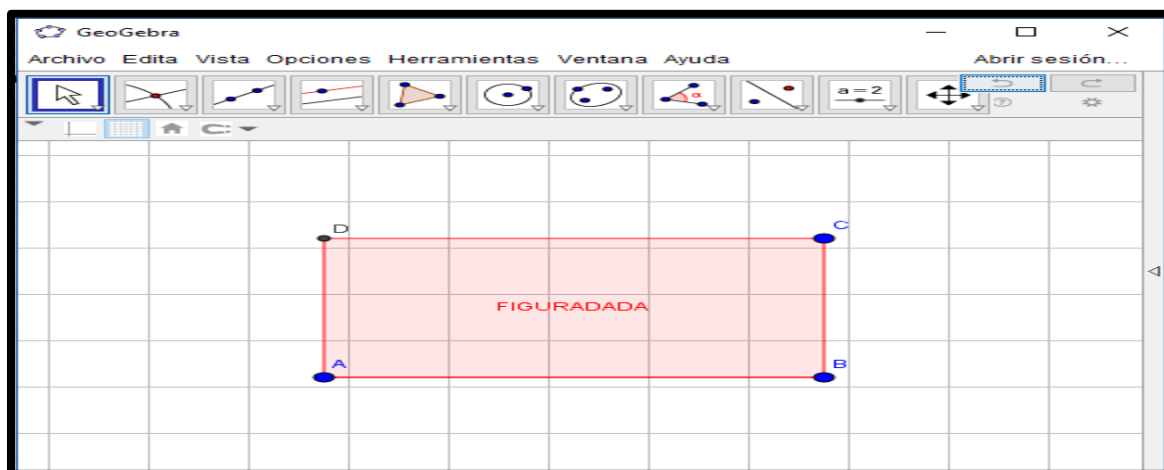 GeoGebra
Archivo Edita Vista Opciones Herramientas Ventana Ayuda Abrir sesión...
α
a = 2
D
C
FIGURADADA
A
B